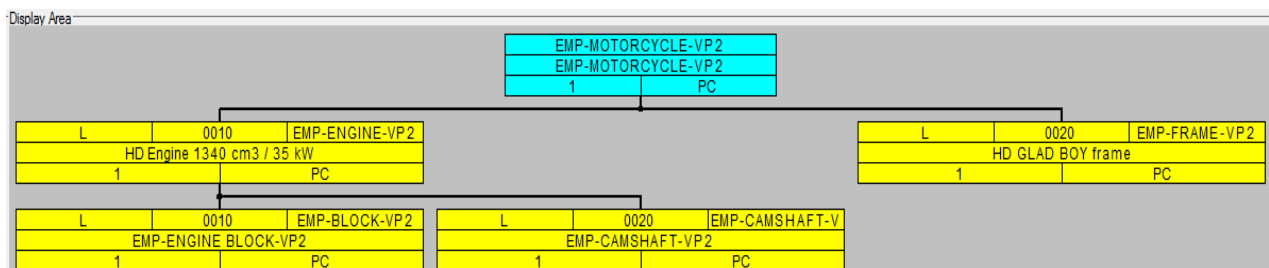 Display Area
EMP-MOTORCYCLE-VP2
EMP-MOTORCYCLE-VP2
1 PC
L 0010 EMP-ENGINE-VP2
HD Engine 1340 cm3 / 35 kW
1 PC
L 0020 EMP-FRAME-VP2
HD GLAD BOY frame
1 PC
L 0010 EMP-BLOCK-VP2
EMP-ENGINE BLOCK-VP2
1 PC
L 0020 EMP-CAMSHAFT-V
EMP-CAMSHAFT-VP2
1 PC